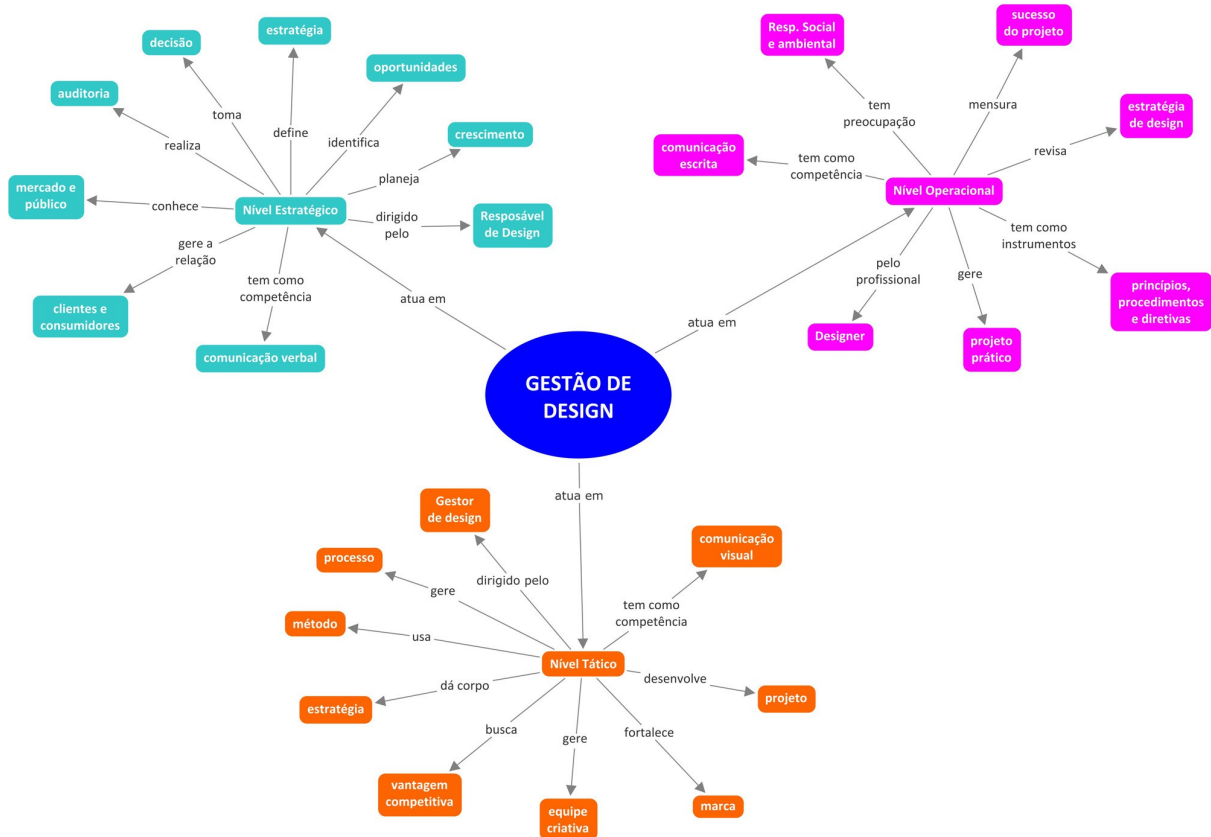 estratégia
decisão
oportunidades
auditoria
toma
define
identifica
crescimento
realiza
planeja
mercado e
público
conhece
Nível Estratégico
dirigido
pelo
Resposável
de Design
gere a
relação
tem como
competência
clientes e
consumidores
comunicação verbal
atua em
Resp. Social
e ambiental
sucesso
do projeto
tem
preocupação
mensura
estratégia
de design
comunicação
escrita
tem como
competência
revisa
Nível Operacional
tem como
instrumentos
pelo
profissional
gere
princípios,
procedimentos
e diretivas
Designer
projeto
prático
atua em
GESTÃO DE
DESIGN
atua em
Gestor
de design
comunicação
visual
processo
dirigido pelo
gere
tem como
competência
método
usa
Nível Tático
desenvolve
projeto
dá corpo
estratégia
busca
gere
fortalece
vantagem
competitiva
equipe
criativa
marca